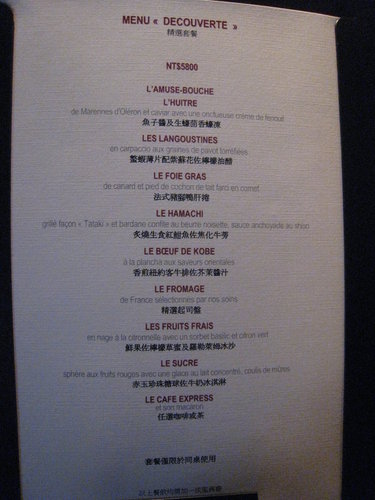 MENU « DECOUVERTE »
精選套餐
NT$5800
L'AMUSE-BOUCHE
L'HUITRE
de Marennes d'Oléron et caviar avec une onctueuse crème de fenouil
魚子醬及生蠔茴香蠔凍
LES LANGOUSTINES
en carpaccio aux graines de pavot torréfiées
螯蝦薄片配紫蘇花佐檸檬油醋
LE FOIE GRAS
de canard et pied de cochon de lait farci en cornet
法式豬腳鴨肝捲
LE HAMACHI
grillé façon « Tataki » et bardane confite au beurre noisette, sauce anchoyade au shiso
炙燒生食紅魽魚佐焦化牛蒡
LE BŒUF DE KOBE
à la plancha aux saveurs orientales
香煎紐約客牛排佐芥茉醬汁
LE FROMAGE
de France sélectionnés par nos soins
精選起司盤
LES FRUITS FRAIS
en nage à la citronnelle avec un sorbet basilic et citron vert
鮮果佐檸檬草蜜及羅勒萊姆冰沙
LE SUCRE
sphère aux fruits rouges avec une glace au lait concentré, coulis de mûres
赤玉珍珠糖球佐牛奶冰淇淋
LE CAFE EXPRESS
et son macaron
任選咖啡或茶
套餐僅限於同桌使用
以上餐飲均需加一成服務費